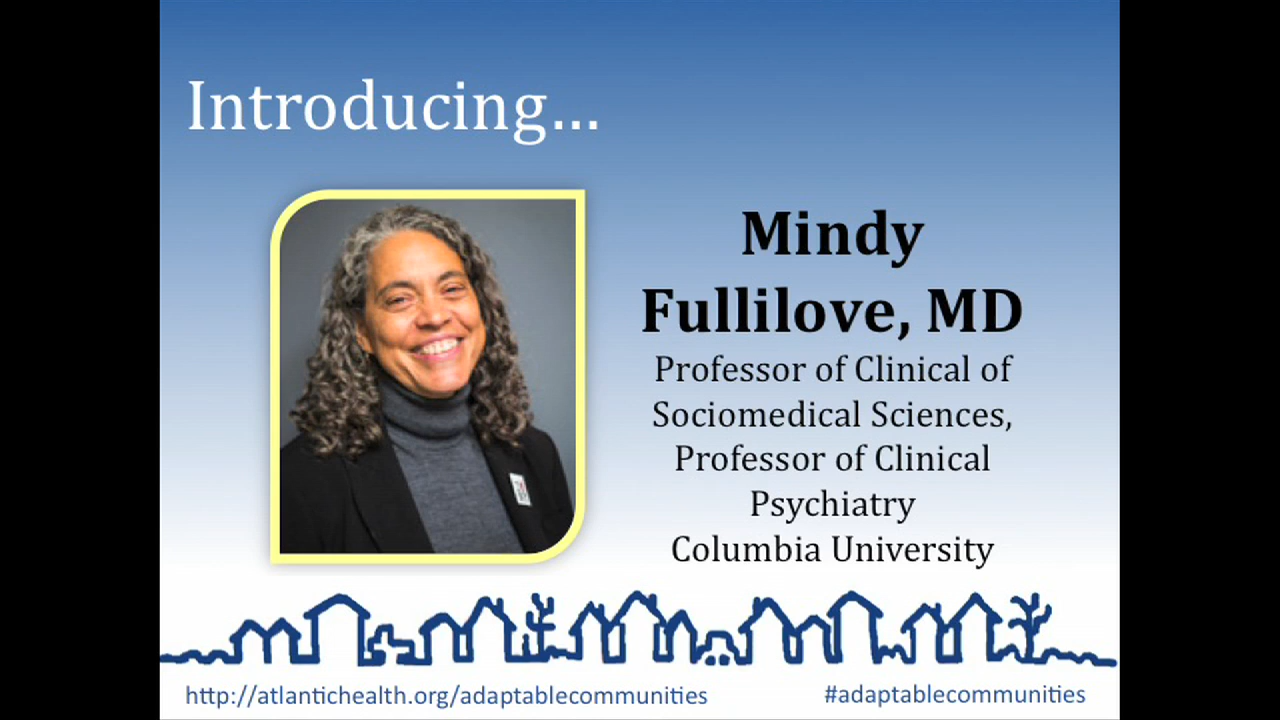 Introducing...
Mindy
Fullilove, MD
Professor of Clinical of
Sociomedical Sciences,
Professor of Clinical
Psychiatry
Columbia University
http://atlantichealth.org/adaptablecommunities
#adaptablecommunities